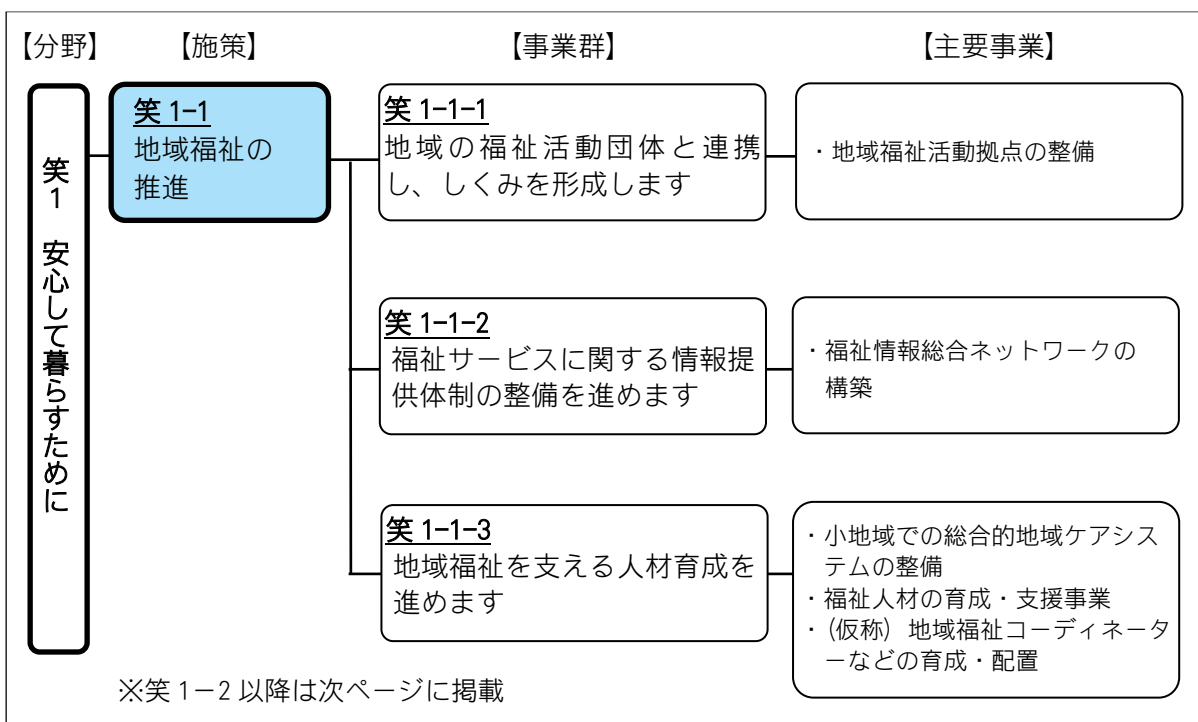 【分野】 【施策】 【事業群】 【主要事業】
笑1 安心して暮らすために
笑1-1
地域福祉の
推進
笑1-1-1
地域の福祉活動団体と連携
し、しくみを形成します
・地域福祉活動拠点の整備
笑1-1-2
福祉サービスに関する情報提
供体制の整備を進めます
・福祉情報総合ネットワークの
構築
笑1-1-3
地域福祉を支える人材育成を
進めます
・小地域での総合的地域ケアシス
テムの整備
・福祉人材の育成・支援事業
・(仮称) 地域福祉コーディネータ
ーなどの育成・配置
※笑1-2以降は次ページに掲載